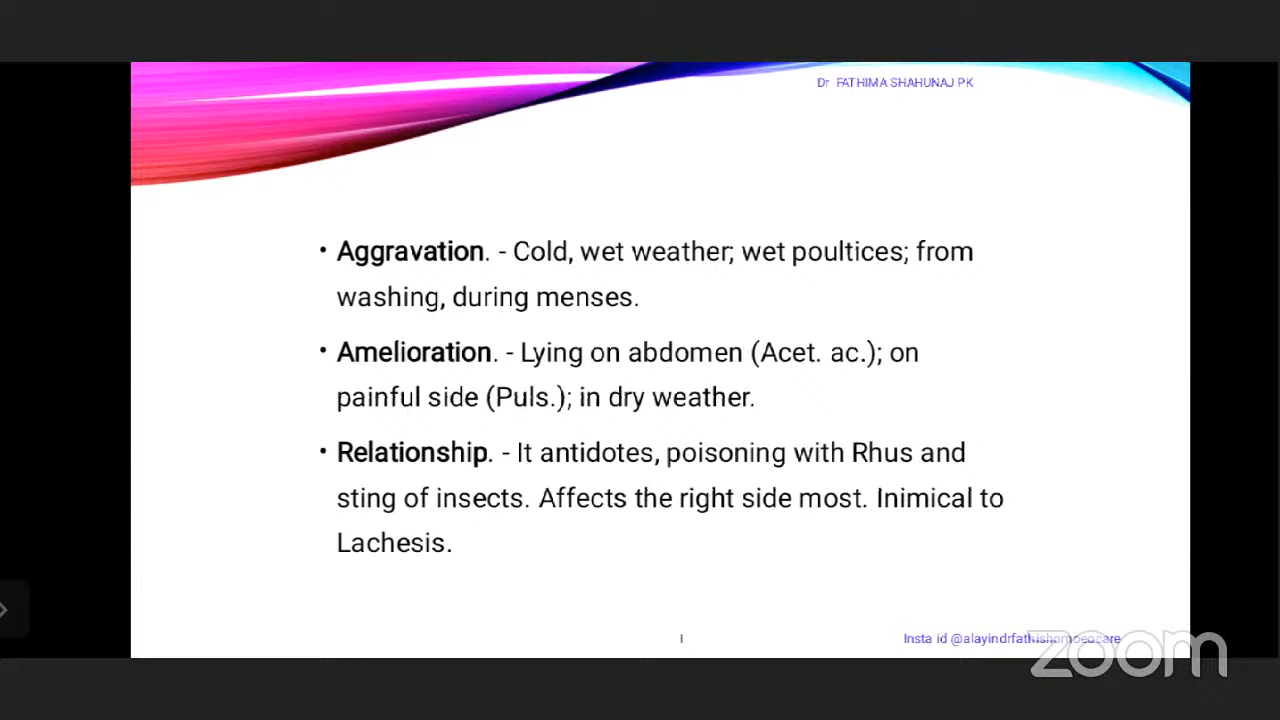 Dr FATHIMA SHAHUNAJ PK
• Aggravation. - Cold, wet weather; wet poultices; from
washing, during menses.
• Amelioration. - Lying on abdomen (Acet. ac.); on
painful side (Puls.); in dry weather.
• Relationship. - It antidotes, poisoning with Rhus and
sting of insects. Affects the right side most. Inimical to
Lachesis.
Insta id @alayindrfathishomoeocare
zoom